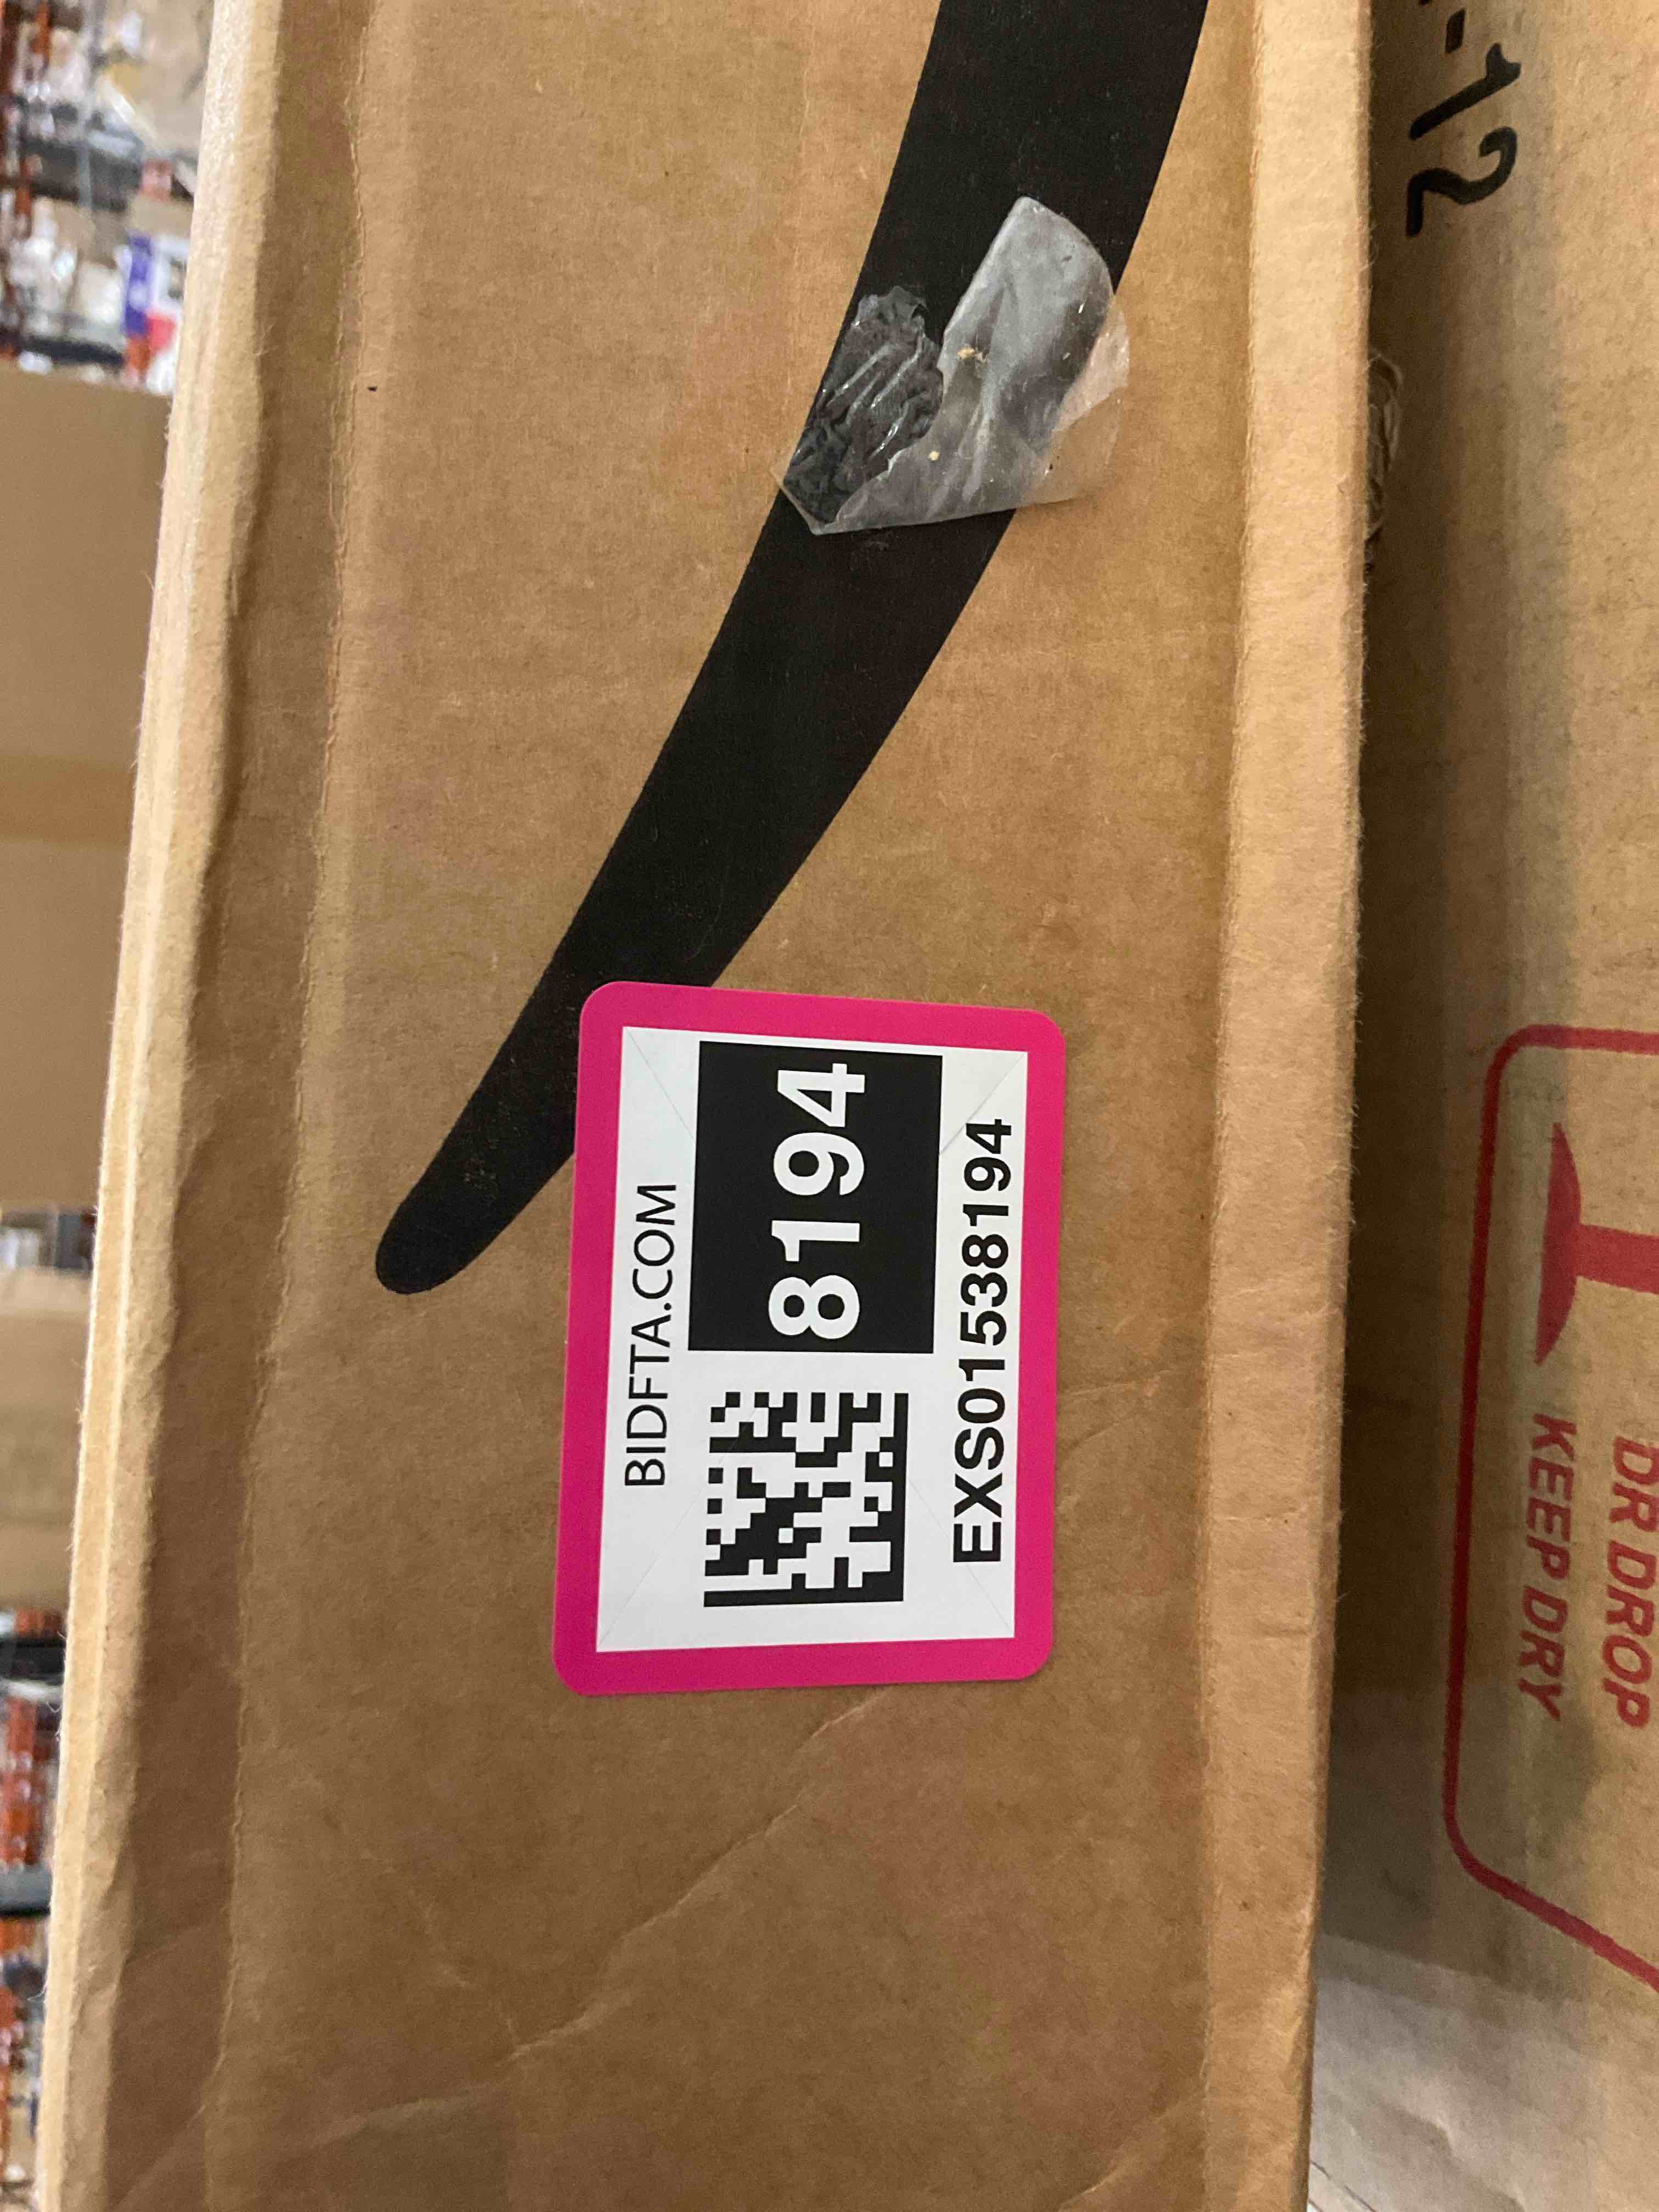 BIDFTA.COM
8194
EXS01538194
-12
DR DROP
KEEP DRY